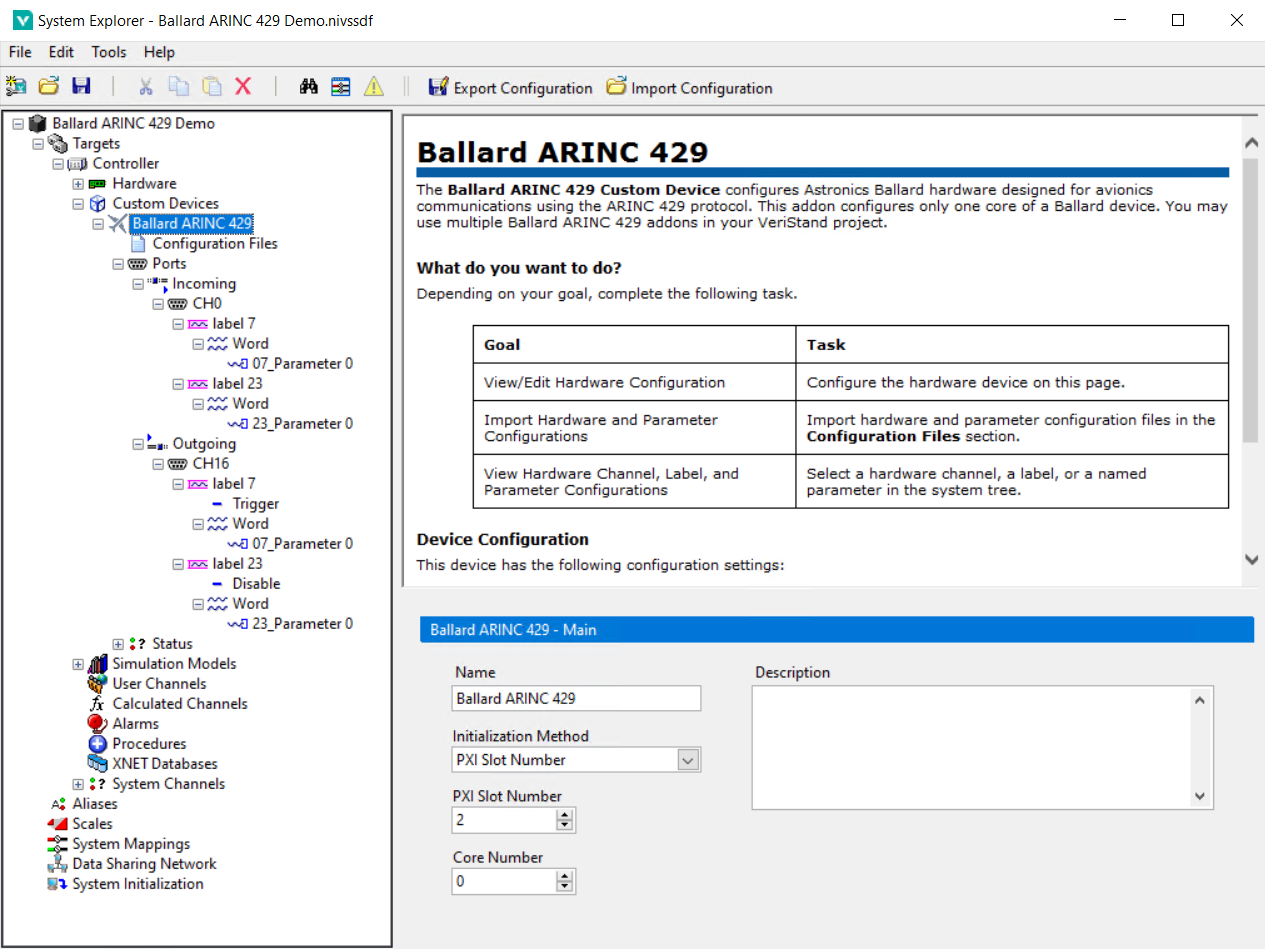 System Explorer - Ballard ARINC 429 Demo.nivssdf
File Edit Tools Help
Export Configuration Import Configuration
Ballard ARINC 429 Demo
Targets
Controller
Hardware
Custom Devices
Ballard ARINC 429
Configuration Files
Ports
Incoming
CH0
label 7
Word
07_Parameter 0
label 23
Word
23_Parameter 0
Outgoing
CH16
label 7
Trigger
Word
07_Parameter 0
label 23
Disable
Word
23_Parameter 0
Status
Simulation Models
User Channels
Calculated Channels
Alarms
Procedures
XNET Databases
System Channels
Aliases
Scales
System Mappings
Data Sharing Network
System Initialization
Ballard ARINC 429
The Ballard ARINC 429 Custom Device configures Astronics Ballard hardware designed for avionics
communications using the ARINC 429 protocol. This addon configures only one core of a Ballard device. You may
use multiple Ballard ARINC 429 addons in your VeriStand project.
What do you want to do?
Depending on your goal, complete the following task.
Goal Task
View/Edit Hardware Configuration Configure the hardware device on this page.
Import Hardware and Parameter
Configurations
Import hardware and parameter configuration files in the
Configuration Files section.
View Hardware Channel, Label, and
Parameter Configurations
Select a hardware channel, a label, or a named
parameter in the system tree.
Device Configuration
This device has the following configuration settings:
Ballard ARINC 429 - Main
Name
Ballard ARINC 429
Initialization Method
PXI Slot Number
PXI Slot Number
2
Core Number
0
Description